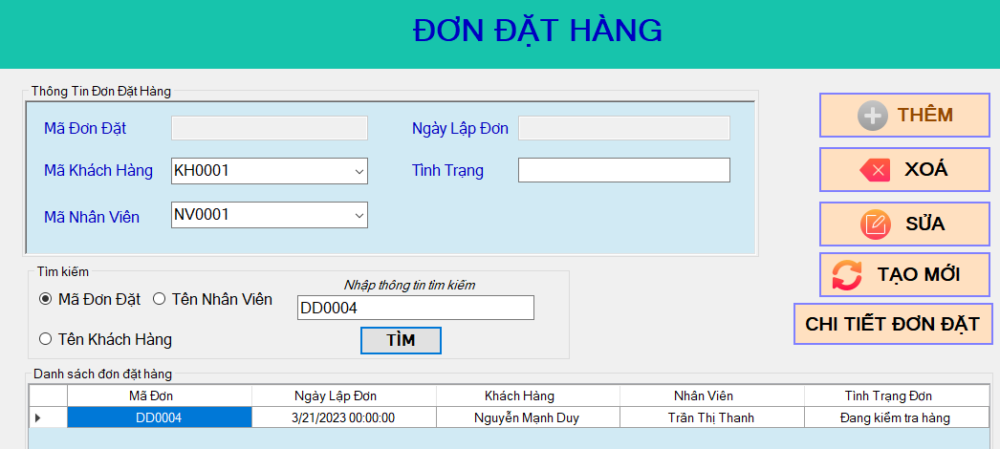 ĐƠN ĐẶT HÀNG
Thông Tin Đơn Đặt Hàng
Mã Đơn Đặt
Ngày Lập Đơn
Mã Khách Hàng KH0001
Tình Trạng
Mã Nhân Viên NV0001
THÊM
XOÁ
SỬA
TẠO MỚI
CHI TIẾT ĐƠN ĐẶT
Tìm kiếm
Mã Đơn Đặt Tên Nhân Viên
Tên Khách Hàng
Nhập thông tin tìm kiếm
DD0004
TÌM
Danh sách đơn đặt hàng
Mã Đơn Ngày Lập Đơn Khách Hàng Nhân Viên Tình Trạng Đơn
DD0004 3/21/2023 00:00:00 Nguyễn Mạnh Duy Trần Thị Thanh Đang kiểm tra hàng